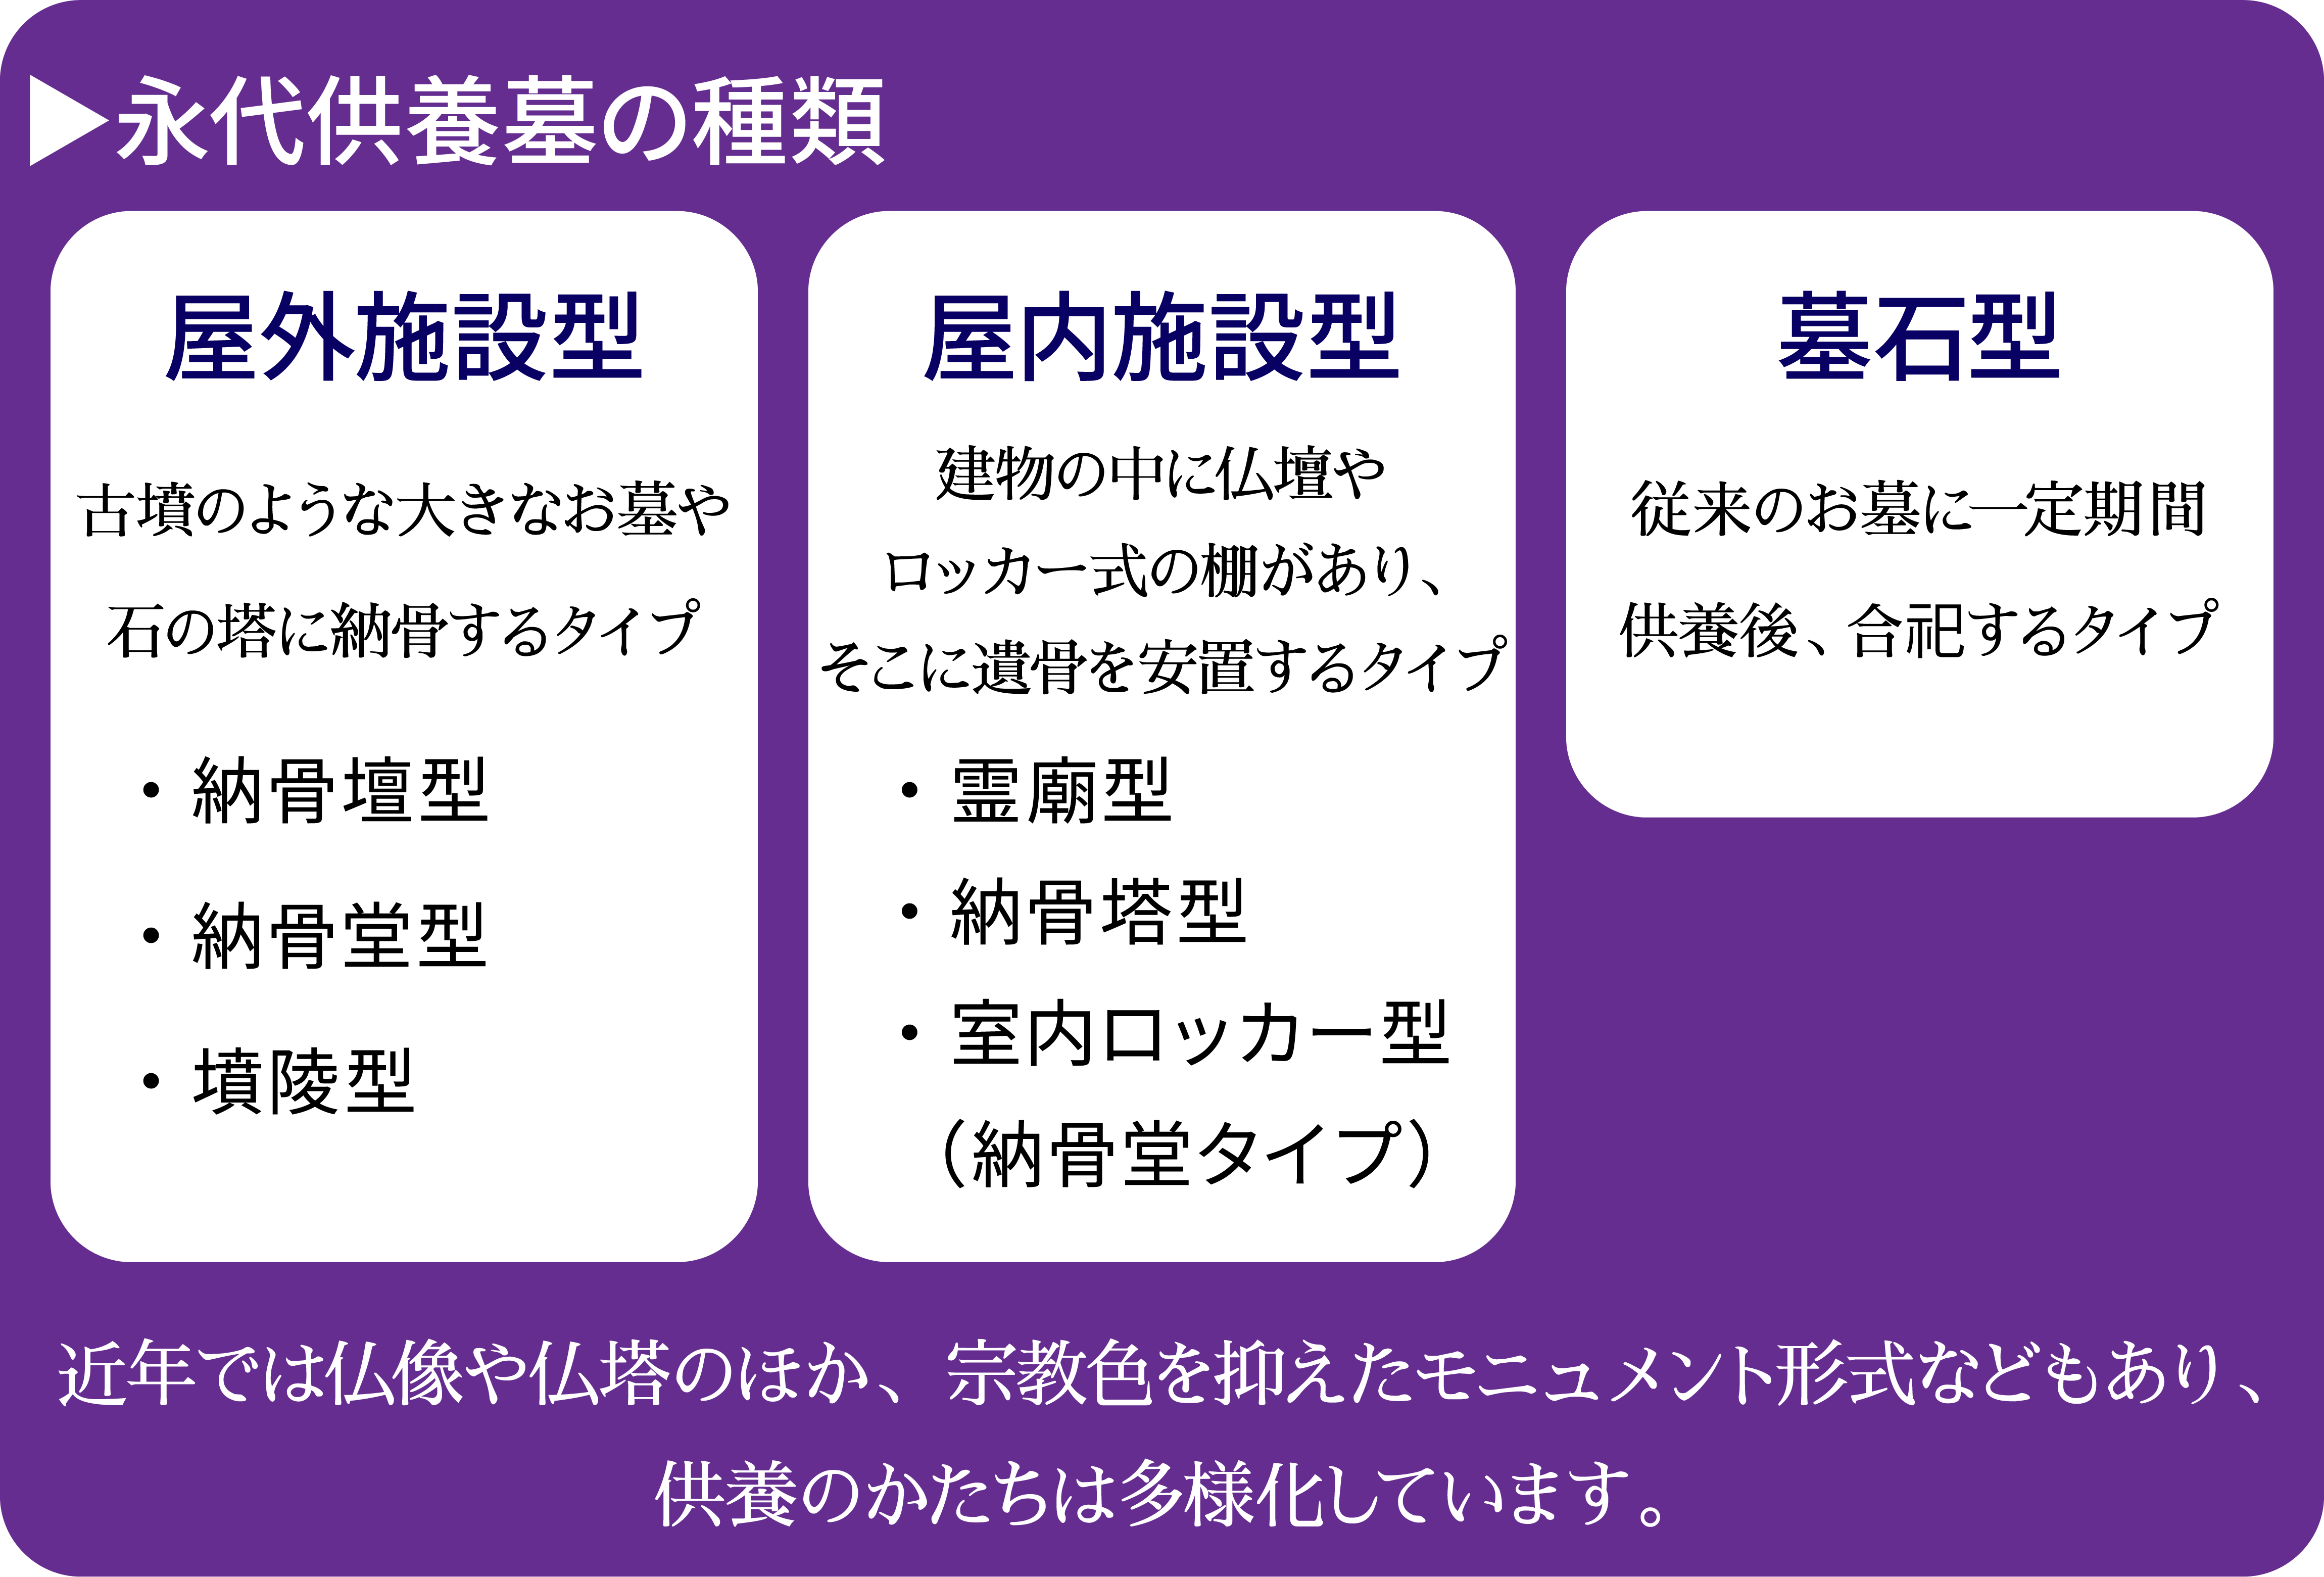 ▶永代供養墓の種類
屋外施設型
古墳のような大きなお墓や
石の塔に納骨するタイプ
・納骨壇型
・納骨堂型
・墳陵型
屋内施設型
建物の中に仏壇や
ロッカー式の棚があり、
そこに遺骨を安置するタイプ
・霊廟型
・納骨塔型
・室内ロッカー型
（納骨堂タイプ）
墓石型
従来のお墓に一定期間
供養後、合祀するタイプ
近年では仏像や仏塔のほか、宗教色を抑えたモニュメント形式などもあり、
供養のかたちは多様化しています。